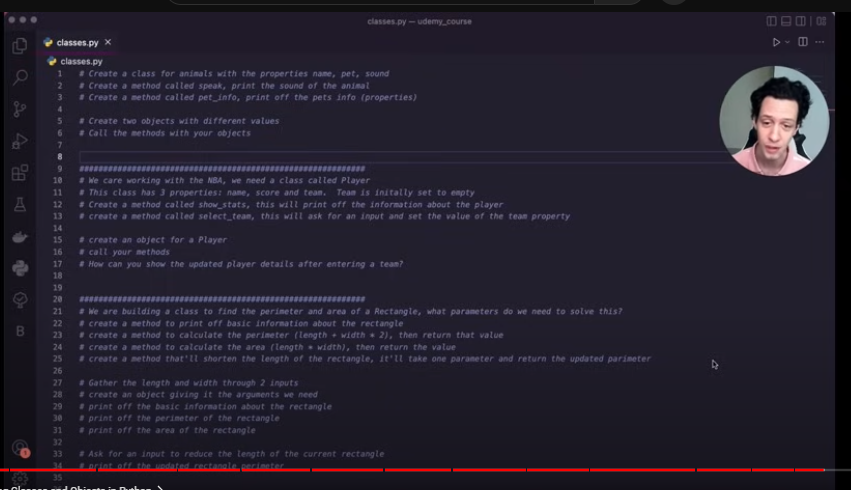 classes.py — udemy_course
classes.py
classes.py
1 # Create a class for animals with the properties name, pet, sound
2 # Create a method called speak, print the sound of the animal
3 # Create a method called pet_info, print off the pets info (properties)
4
5 # Create two objects with different values
6 # Call the methods with your objects
7
8
9 ############################################################
10 # We care working with the NBA, we need a class called Player
11 # This class has 3 properties: name, score and team. Team is initally set to empty
12 # Create a method called show_stats, this will print off the information about the player
13 # create a method called select_team, this will ask for an input and set the value of the team property
14
15 # create an object for a Player
16 # call your methods
17 # How can you show the updated player details after entering a team?
18
19
20 ############################################################
21 # We are building a class to find the perimeter and area of a Rectangle, what parameters do we need to solve this?
22 # create a method to print off basic information about the rectangle
23 # create a method to calculate the perimeter (length + width * 2), then return that value
24 # create a method to calculate the area (length * width), then return the value
25 # create a method that'll shorten the length of the rectangle, it'll take one parameter and return the updated parimeter
26
27 # Gather the length and width through 2 inputs
28 # create an object giving it the arguments we need
29 # print off the basic information about the rectangle
30 # print off the perimeter of the rectangle
31 # print off the area of the rectangle
32
33 # Ask for an input to reduce the length of the current rectangle
34 # print off the updated rectangle perimeter
35
B
1
Classes and Objects in Python